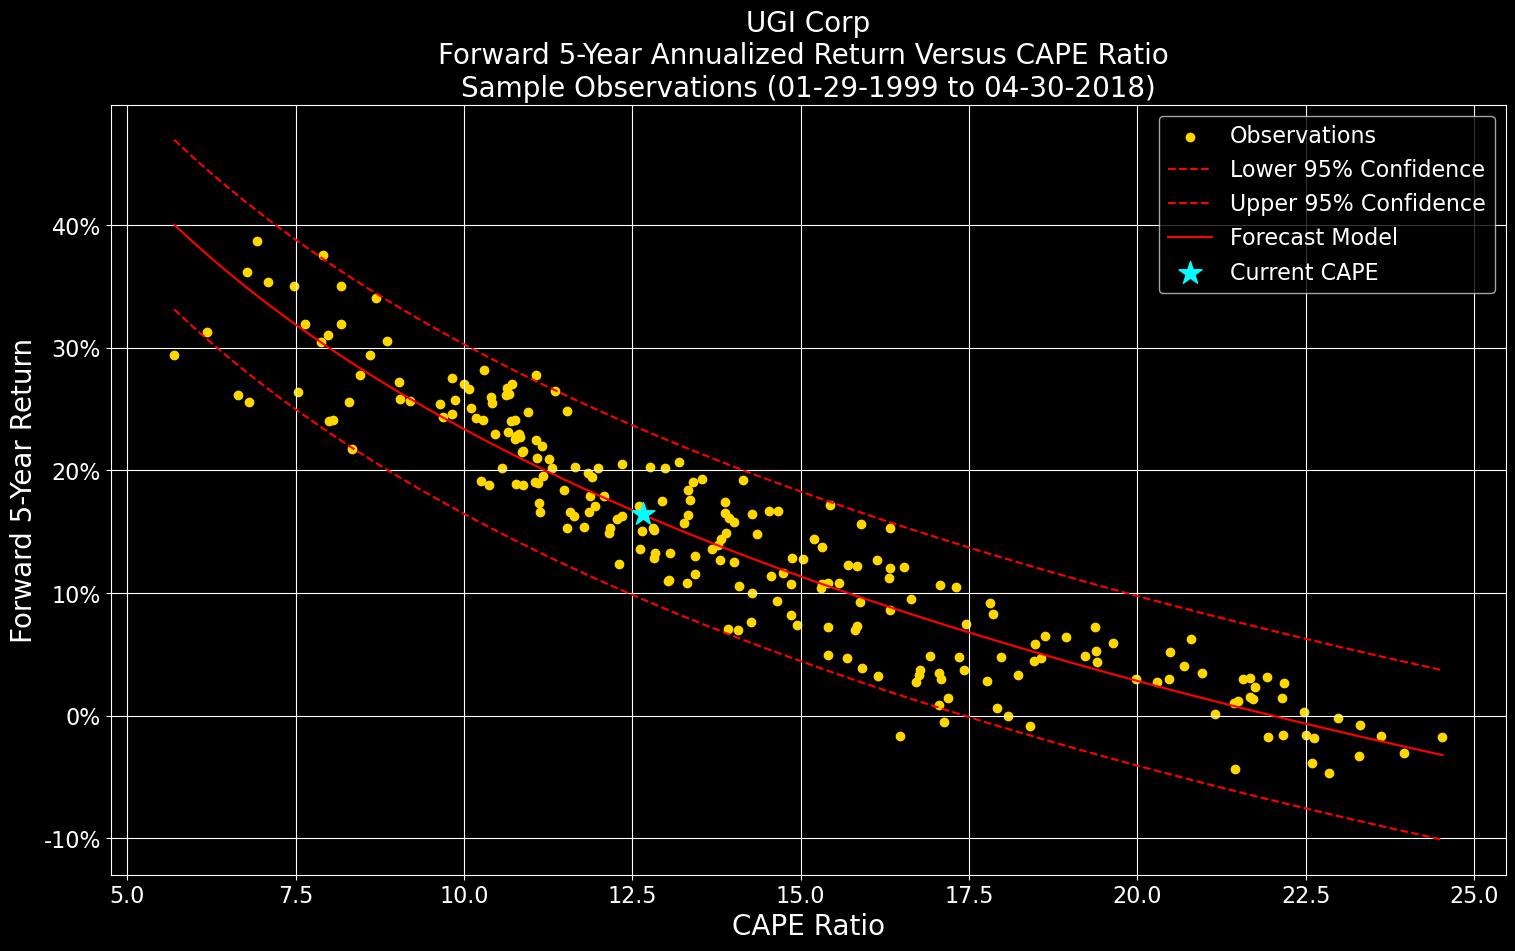 UGI Corp
Forward 5-Year Annualized Return Versus CAPE Ratio
Sample Observations (01-29-1999 to 04-30-2018)
Observations
Lower 95% Confidence
Upper 95% Confidence
Forecast Model
Current CAPE
Forward 5-Year Return
40%
30%
20%
10%
0%
-10%
5.0 7.5 10.0 12.5 15.0 17.5 20.0 22.5 25.0
CAPE Ratio